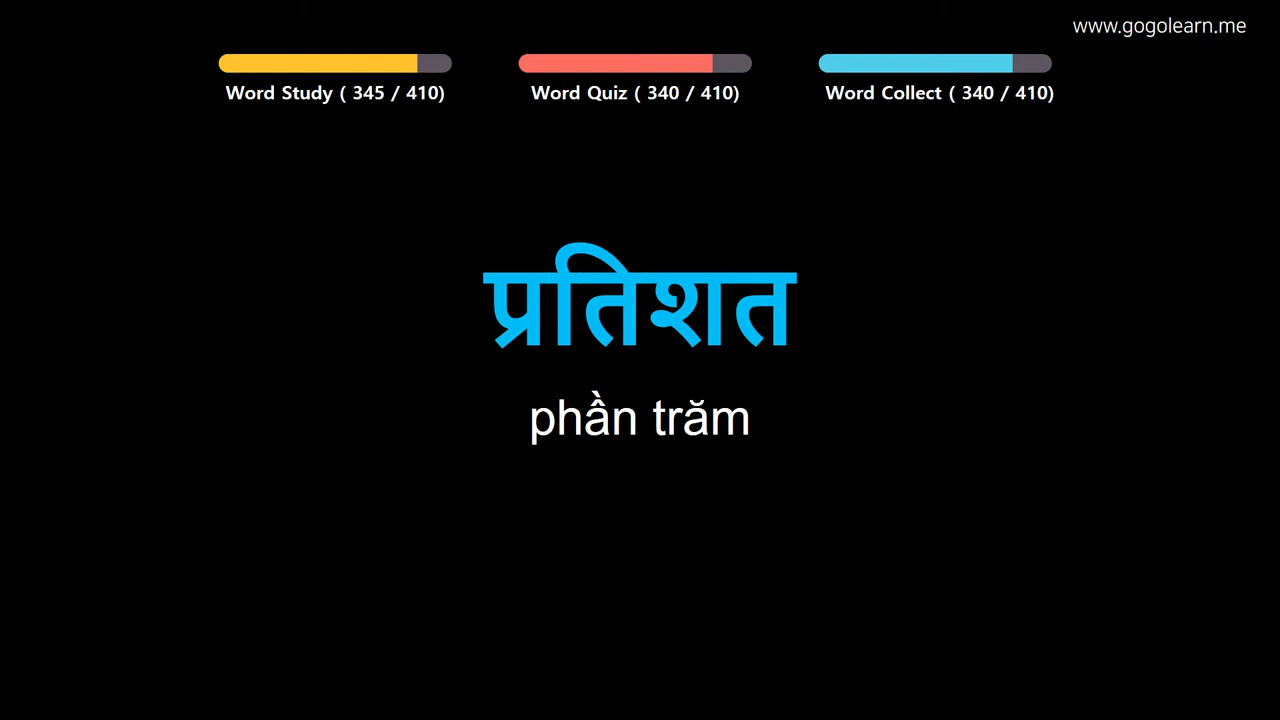 www.gogolearn.me
Word Study ( 345 / 410)
Word Quiz ( 340 / 410)
Word Collect ( 340 / 410)
प्रतिशत
phần trăm